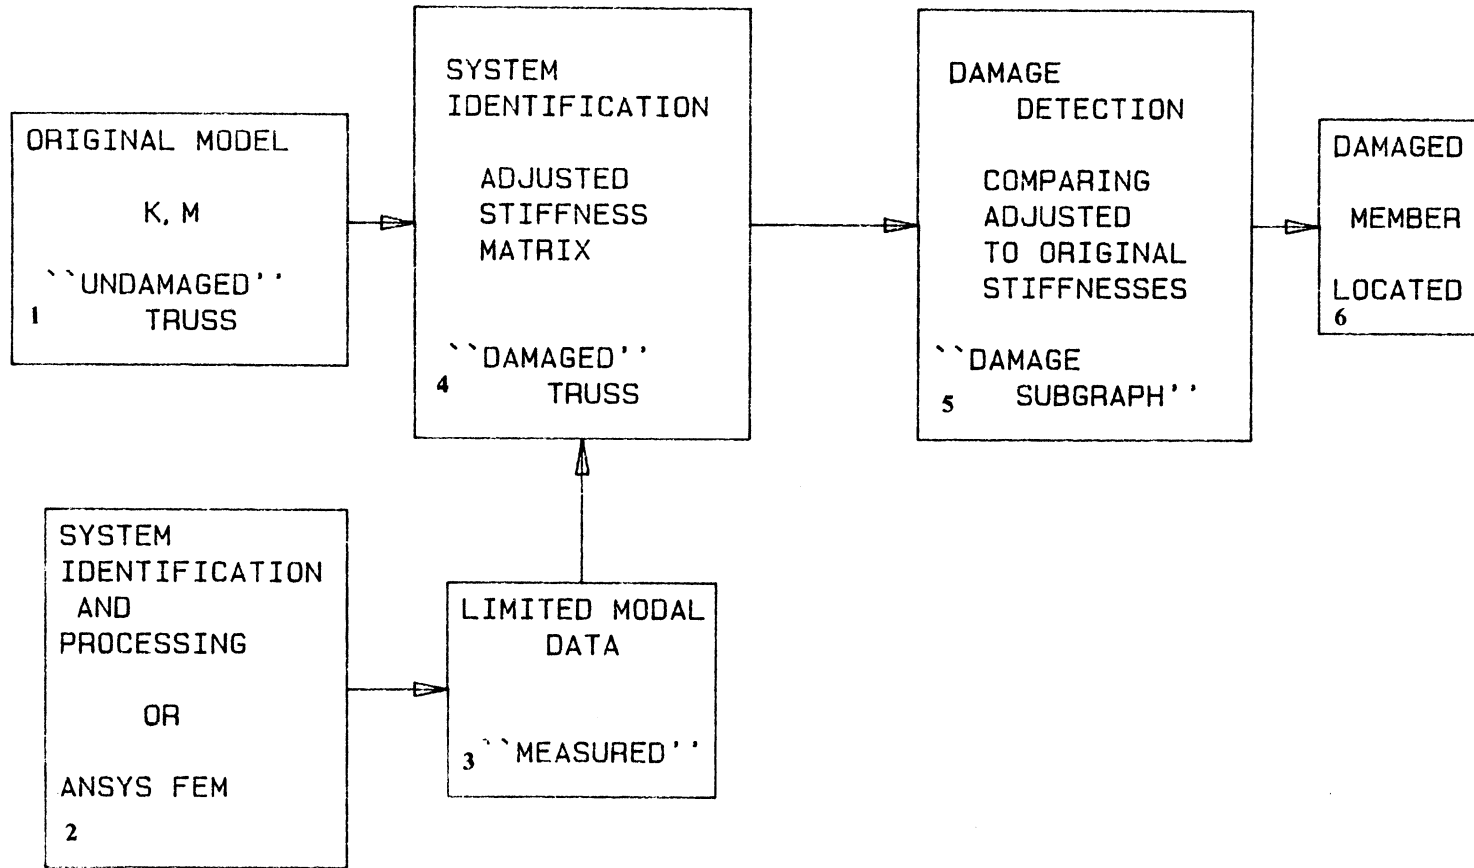 ORIGINAL MODEL
K, M
``UNDAMAGED''
TRUSS
1
SYSTEM
IDENTIFICATION
AND
PROCESSING
OR
ANSYS FEM
2
LIMITED MODAL
DATA
``MEASURED''
3
SYSTEM
IDENTIFICATION
ADJUSTED
STIFFNESS
MATRIX
``DAMAGED''
TRUSS
4
DAMAGE
DETECTION
COMPARING
ADJUSTED
TO ORIGINAL
STIFFNESSES
``DAMAGE
SUBGRAPH''
5
DAMAGED
MEMBER
LOCATED
6